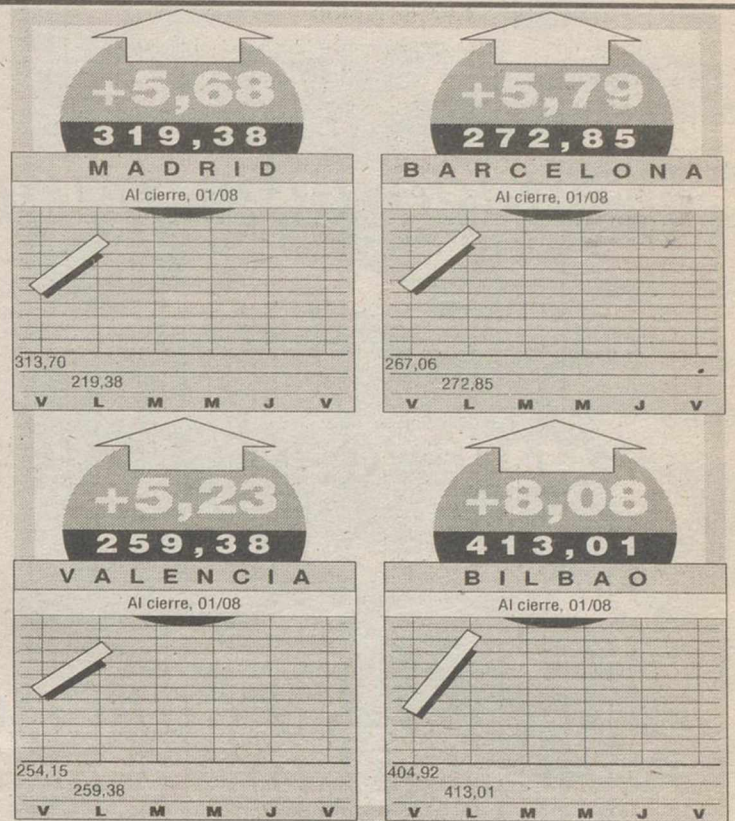 +5,68
319,38
MADRID
Al cierre, 01/08
313,70
219,38
V L M M J V
+5,79
272,85
BARCELONA
Al cierre, 01/08
267,06
272,85
V L M M J V
+5,23
259,38
VALENCIA
Al cierre, 01/08
254,15
259,38
V L M M J V
+8,08
413,01
BILBAO
Al cierre, 01/08
404,92
413,01
V L M M J V